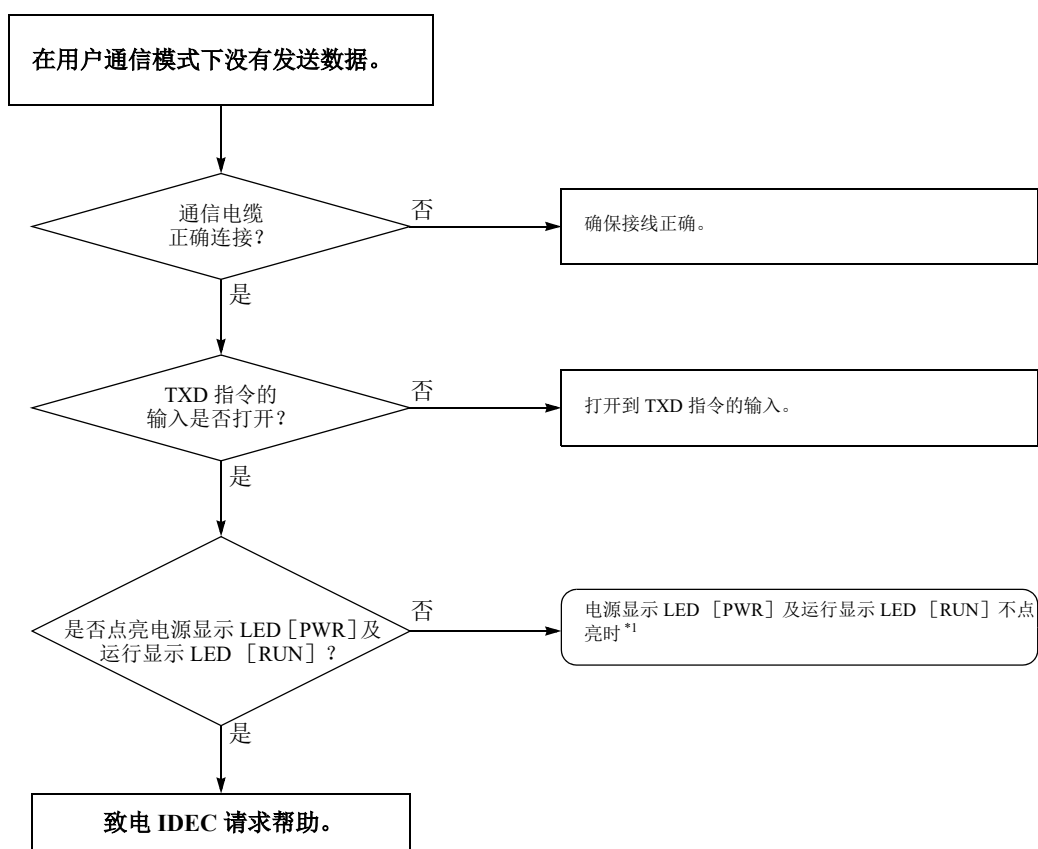 在用户通信模式下没有发送数据。
通信电缆
正确连接？
否
确保接线正确。
是
TXD 指令的
输入是否打开？
否
打开到 TXD 指令的输入。
是
是否点亮电源显示 LED［PWR］及
运行显示 LED ［RUN］？
否
电源显示 LED ［PWR］及运行显示 LED ［RUN］不点
亮时 *1
是
致电 IDEC 请求帮助。